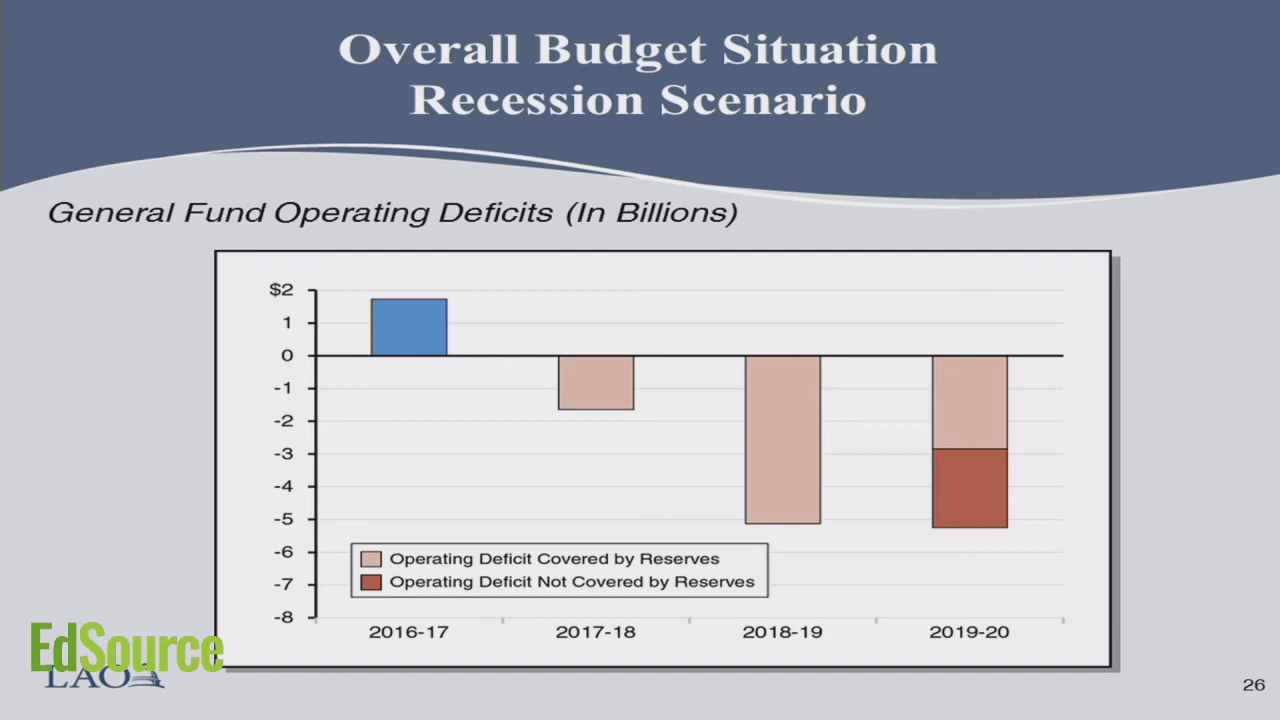 Overall Budget Situation
Recession Scenario
General Fund Operating Deficits (In Billions)
$2
1
0
-1
-2
-3
-4
-5
-6
-7
-8
Operating Deficit Covered by Reserves
Operating Deficit Not Covered by Reserves
2016-17 2017-18 2018-19 2019-20
EdSource
LAO
26